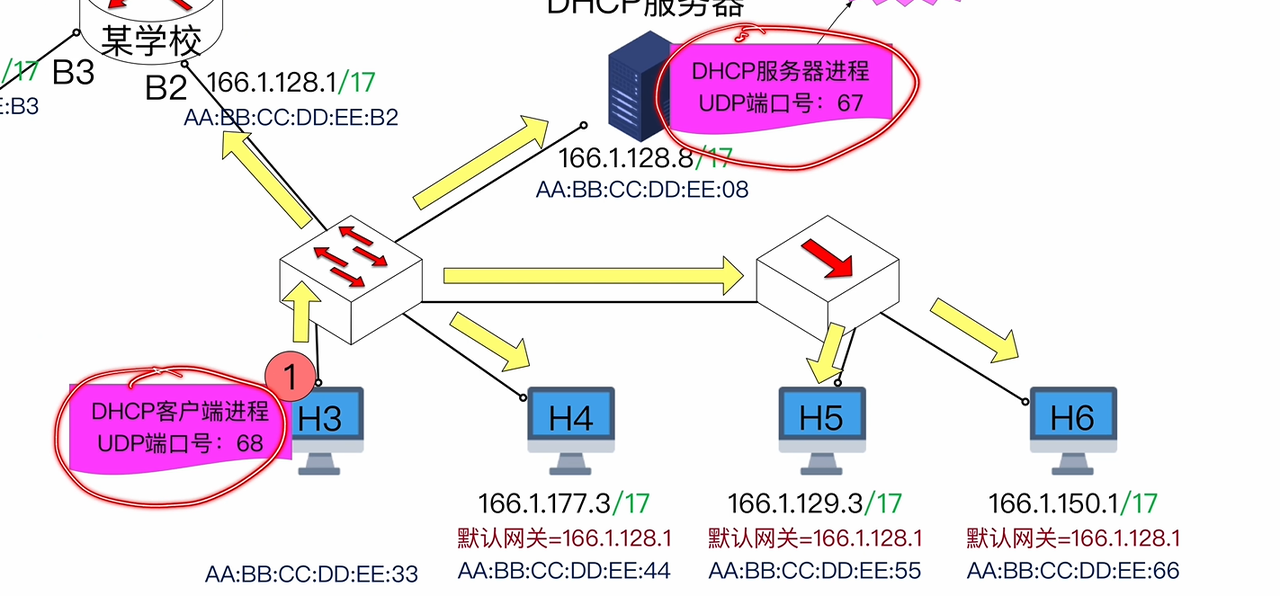 DHCP服务器
某学校
/17
B3
E:B3
B2
166.1.128.1/17
AA:BB:CC:DD:EE:B2
DHCP服务器进程
UDP端口号：67
166.1.128.8/17
AA:BB:CC:DD:EE:08
1
DHCP客户端进程
UDP端口号：68
H3
H4
H5
H6
166.1.177.3/17
默认网关=166.1.128.1
AA:BB:CC:DD:EE:44
166.1.129.3/17
默认网关=166.1.128.1
AA:BB:CC:DD:EE:55
166.1.150.1/17
默认网关=166.1.128.1
AA:BB:CC:DD:EE:66
AA:BB:CC:DD:EE:33